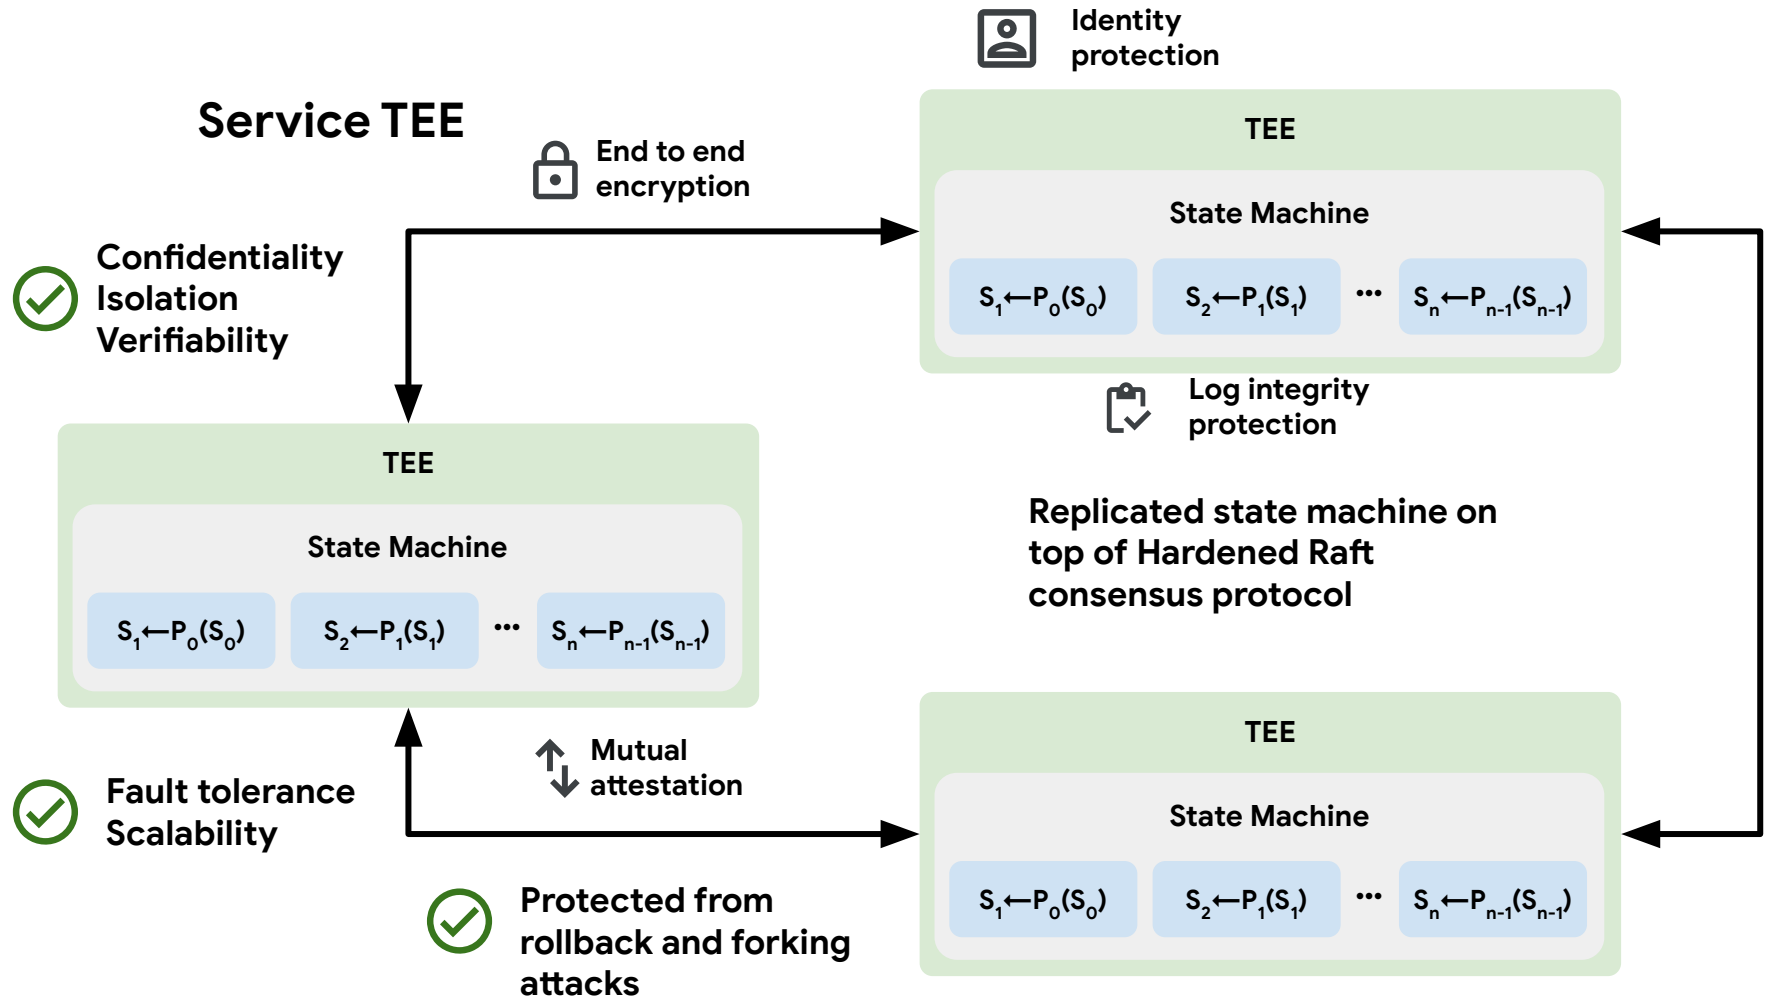 Identity
protection
Service TEE
End to end
encryption
TEE
State Machine
S₁←P₀(S₀) S₂←P₁(S₁) ... Sₙ←Pₙ₋₁(Sₙ₋₁)
Confidentiality
Isolation
Verifiability
Log integrity
protection
TEE
State Machine
S₁←P₀(S₀) S₂←P₁(S₁) ... Sₙ←Pₙ₋₁(Sₙ₋₁)
Replicated state machine on
top of Hardened Raft
consensus protocol
Mutual
attestation
Fault tolerance
Scalability
TEE
State Machine
S₁←P₀(S₀) S₂←P₁(S₁) ... Sₙ←Pₙ₋₁(Sₙ₋₁)
Protected from
rollback and forking
attacks